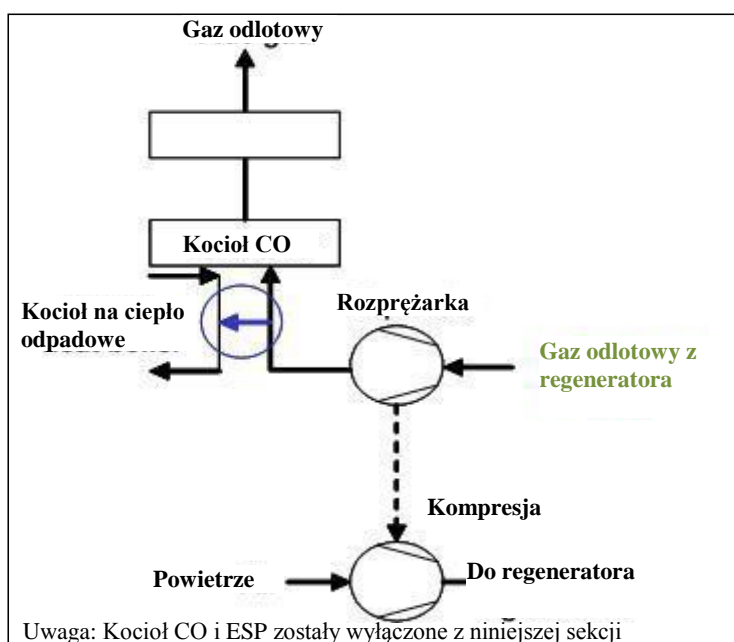 Gaz odlotowy
Kocioł CO
Kocioł na ciepło
odpadowe
Rozprężarka
Gaz odlotowy z
regeneratora
Kompresja
Powietrze
Do regeneratora
Uwaga: Kocioł CO i ESP zostały wyłączone z niniejszej sekcji